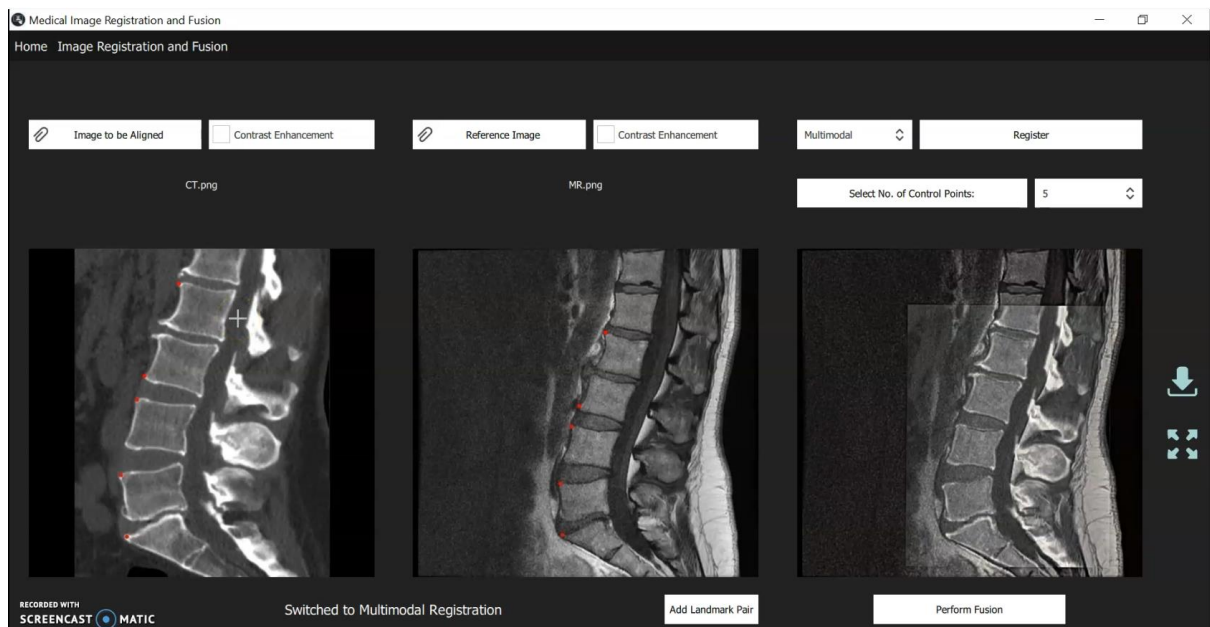 Medical Image Registration and Fusion
Home Image Registration and Fusion
Image to be Aligned
Contrast Enhancement
Reference Image
Contrast Enhancement
Multimodal
Register
CT.png
MR.png
Select No. of Control Points:
5
Switched to Multimodal Registration
Add Landmark Pair
Perform Fusion
RECORDED WITH
SCREENCAST MATIC